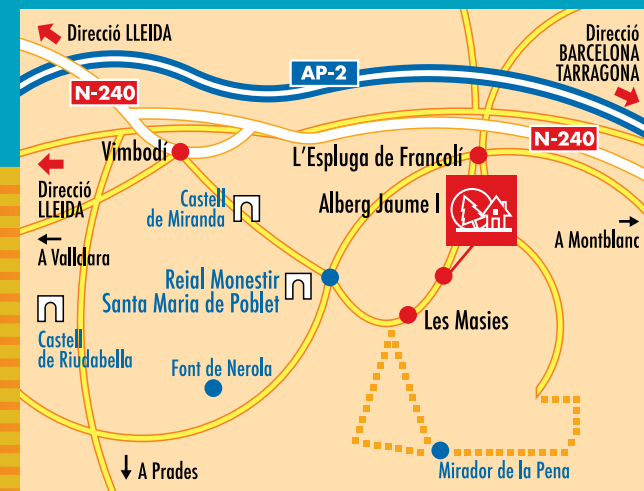 Direcció LLEIDA
Direcció
BARCELONA
TARRAGONA
AP-2
N-240
N-240
Vimbodí
L'Espluga de Francolí
Direcció
LLEIDA
Castell
de Miranda
Alberg Jaume I
A Vallclara
A Montblanc
Reial Monestir
Santa Maria de Poblet
Les Masies
Castell
de Riudabella
Font de Nerola
A Prades
Mirador de la Pena